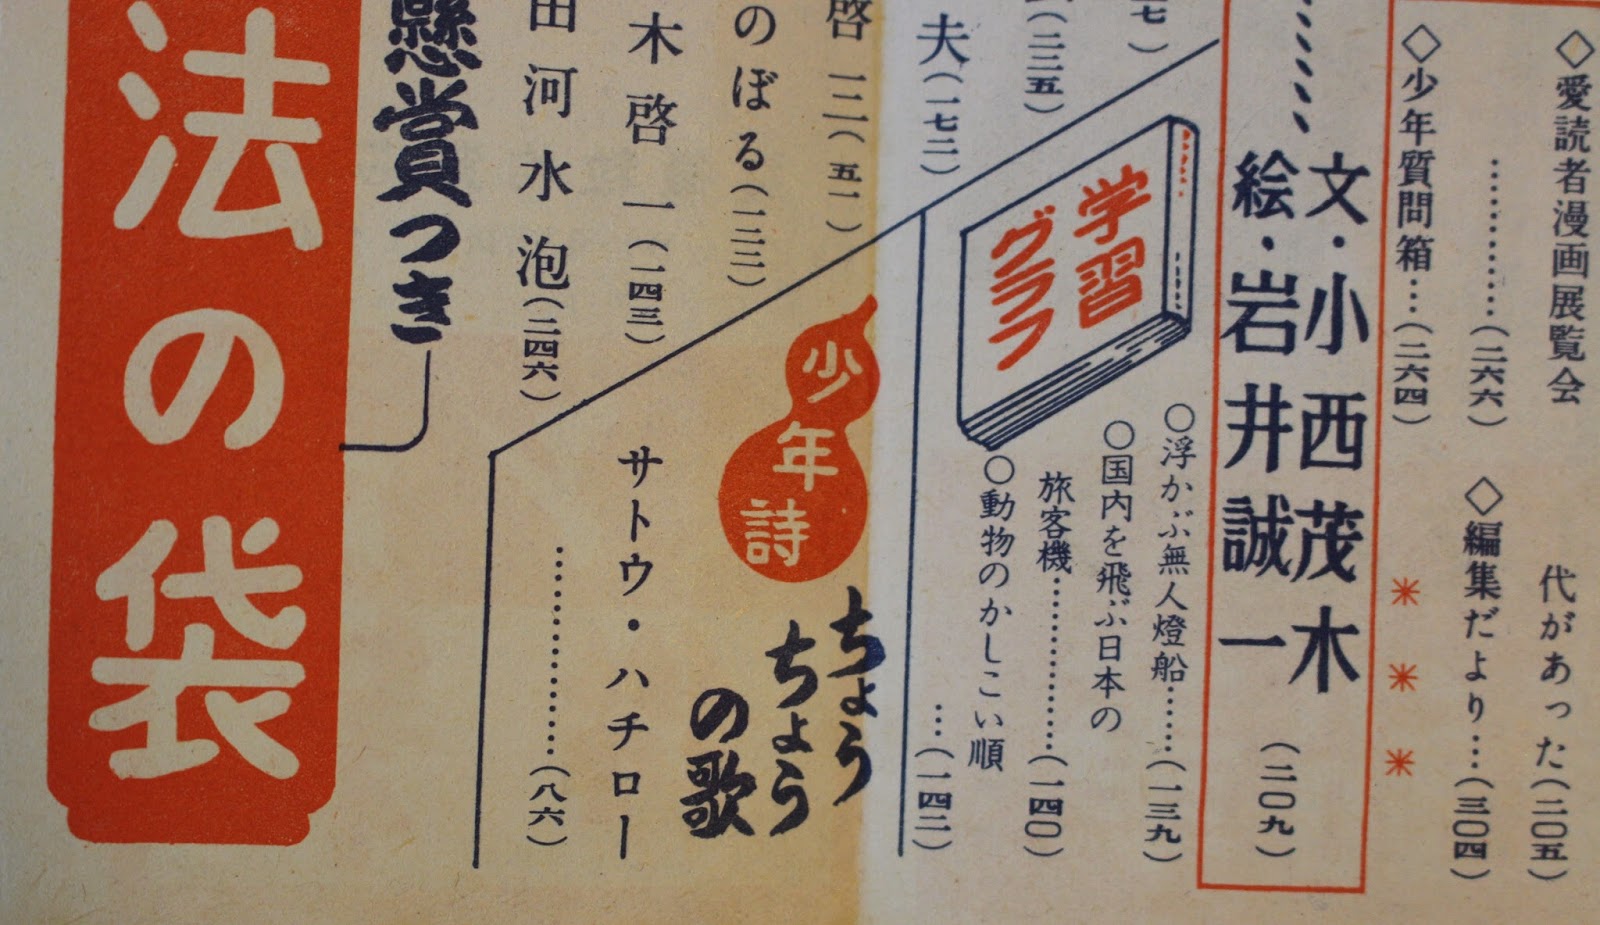 ◇愛読者漫画展覧会
…………(二六六)
代があった(二〇五)
◇少年質問箱…(二六四)
◇編集だより…(三〇四)
文・小西茂木
絵・岩井誠一
(二〇九)
学習
グラフ
○浮かぶ無人燈船……(一三九)
○国内を飛ぶ日本の
旅客機…………(一四〇)
○動物のかしこい順
…(一四二)
七)
(二二五)
夫(一七二)
啓二(五一)
のぼる(一三三)
木啓一(一四三)
田河水泡(二四六)
少年詩
ちょう
ちょう
の歌
サトウ・ハチロー
……………(八六)
懸賞つき
法の袋